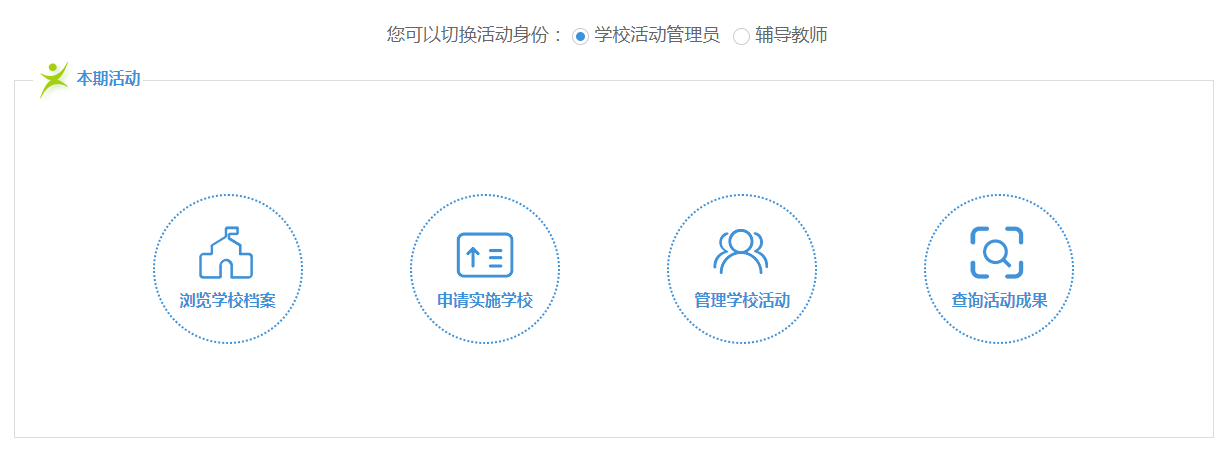 您可以切换活动身份： 学校活动管理员 辅导教师
本期活动
浏览学校档案 申请实施学校 管理学校活动 查询活动成果